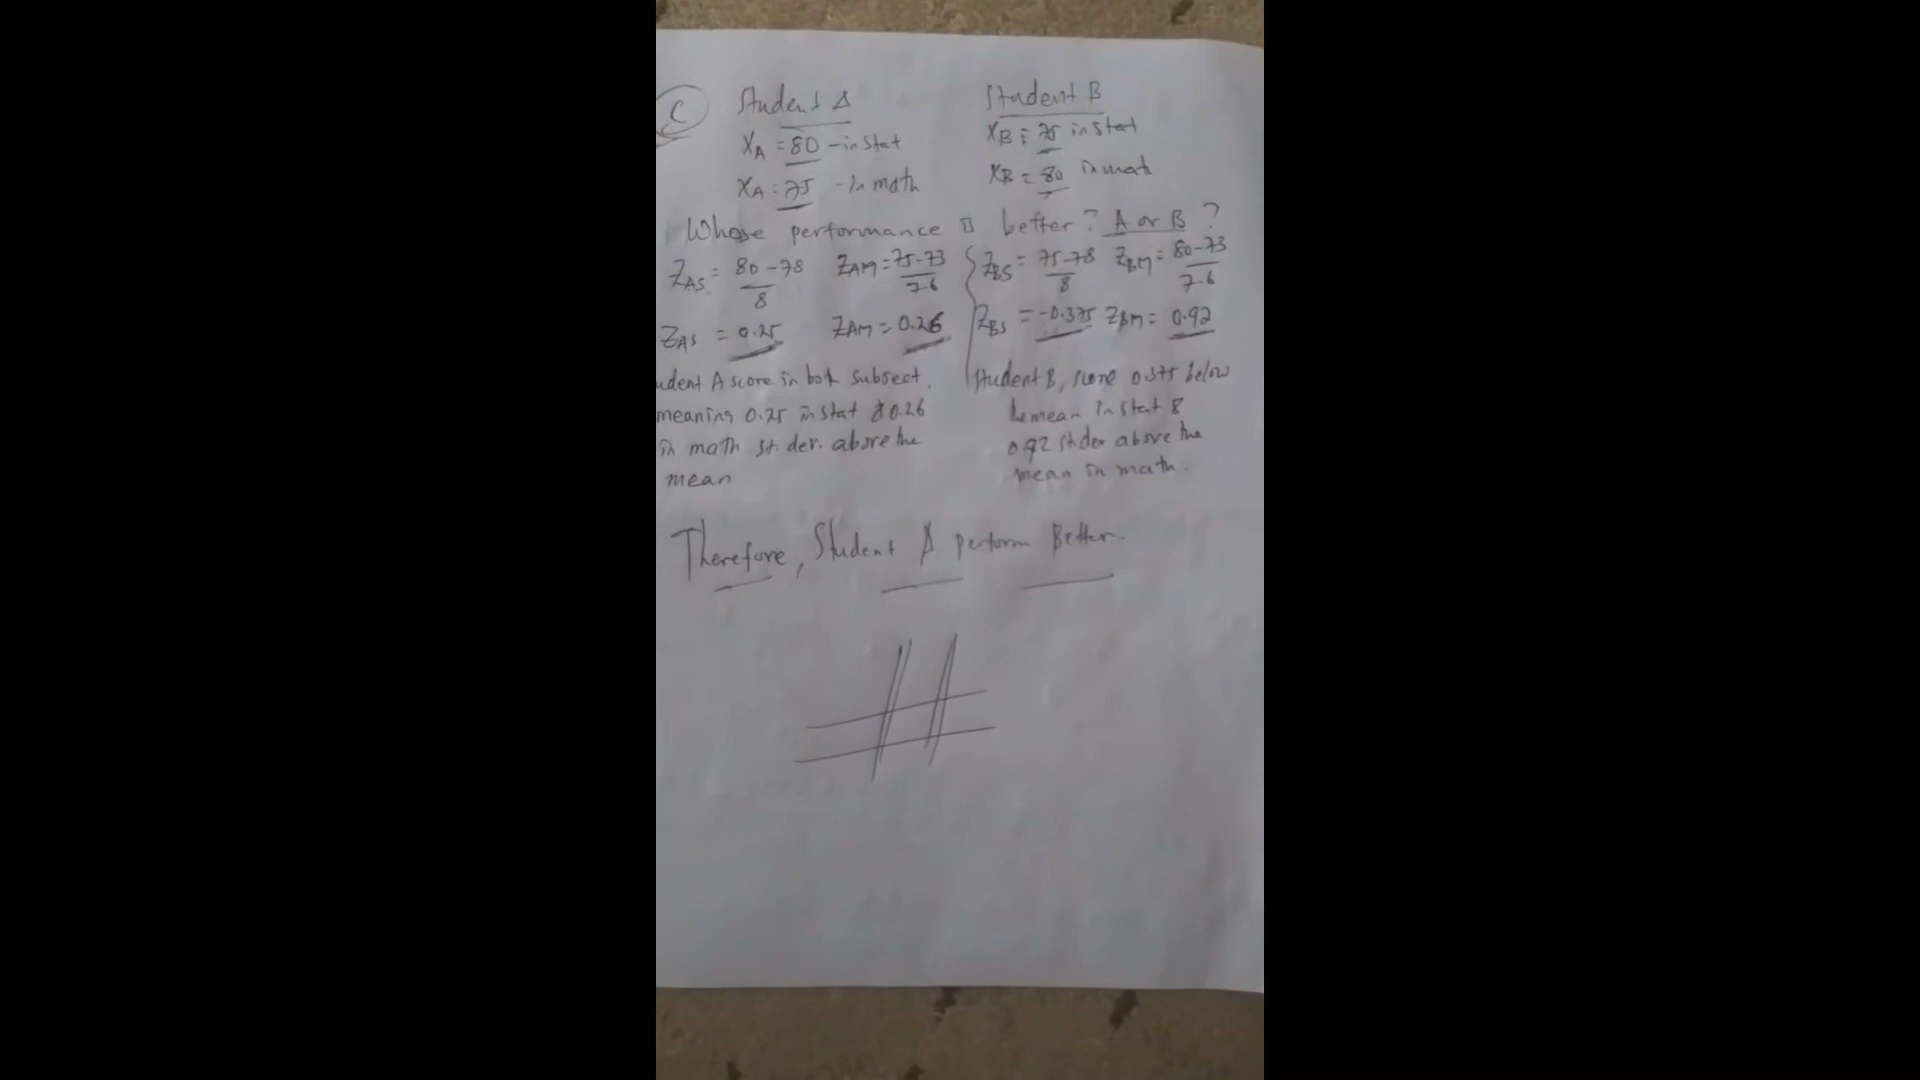 C Student A Student B
XA = 80 - in stat XB = 75 in stat
XA = 75 - in math XB = 80 in math
Whose performance is better? A or B?
ZAS = 80-78/8 ZAM = 75-73/7.6 ZBS = 75-78/8 ZBM = 80-73/7.6
ZAS = 0.25 ZAM = 0.26 ZBS = -0.375 ZBM = 0.92
udent A score in both subject,
meaning 0.25 in stat & 0.26
in math st. dev. above the
mean
Student B, score 0.375 below
the mean in stat &
0.92 st.dev above the
mean in math.
Therefore, Student A perform Better.